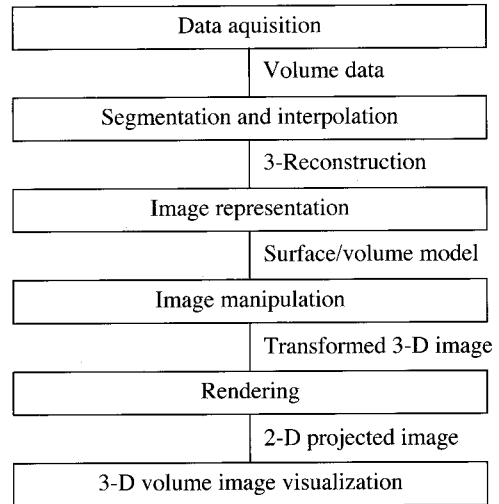 Data aquisition
Volume data
Segmentation and interpolation
3-Reconstruction
Image representation
Surface/volume model
Image manipulation
Transformed 3-D image
Rendering
2-D projected image
3-D volume image visualization